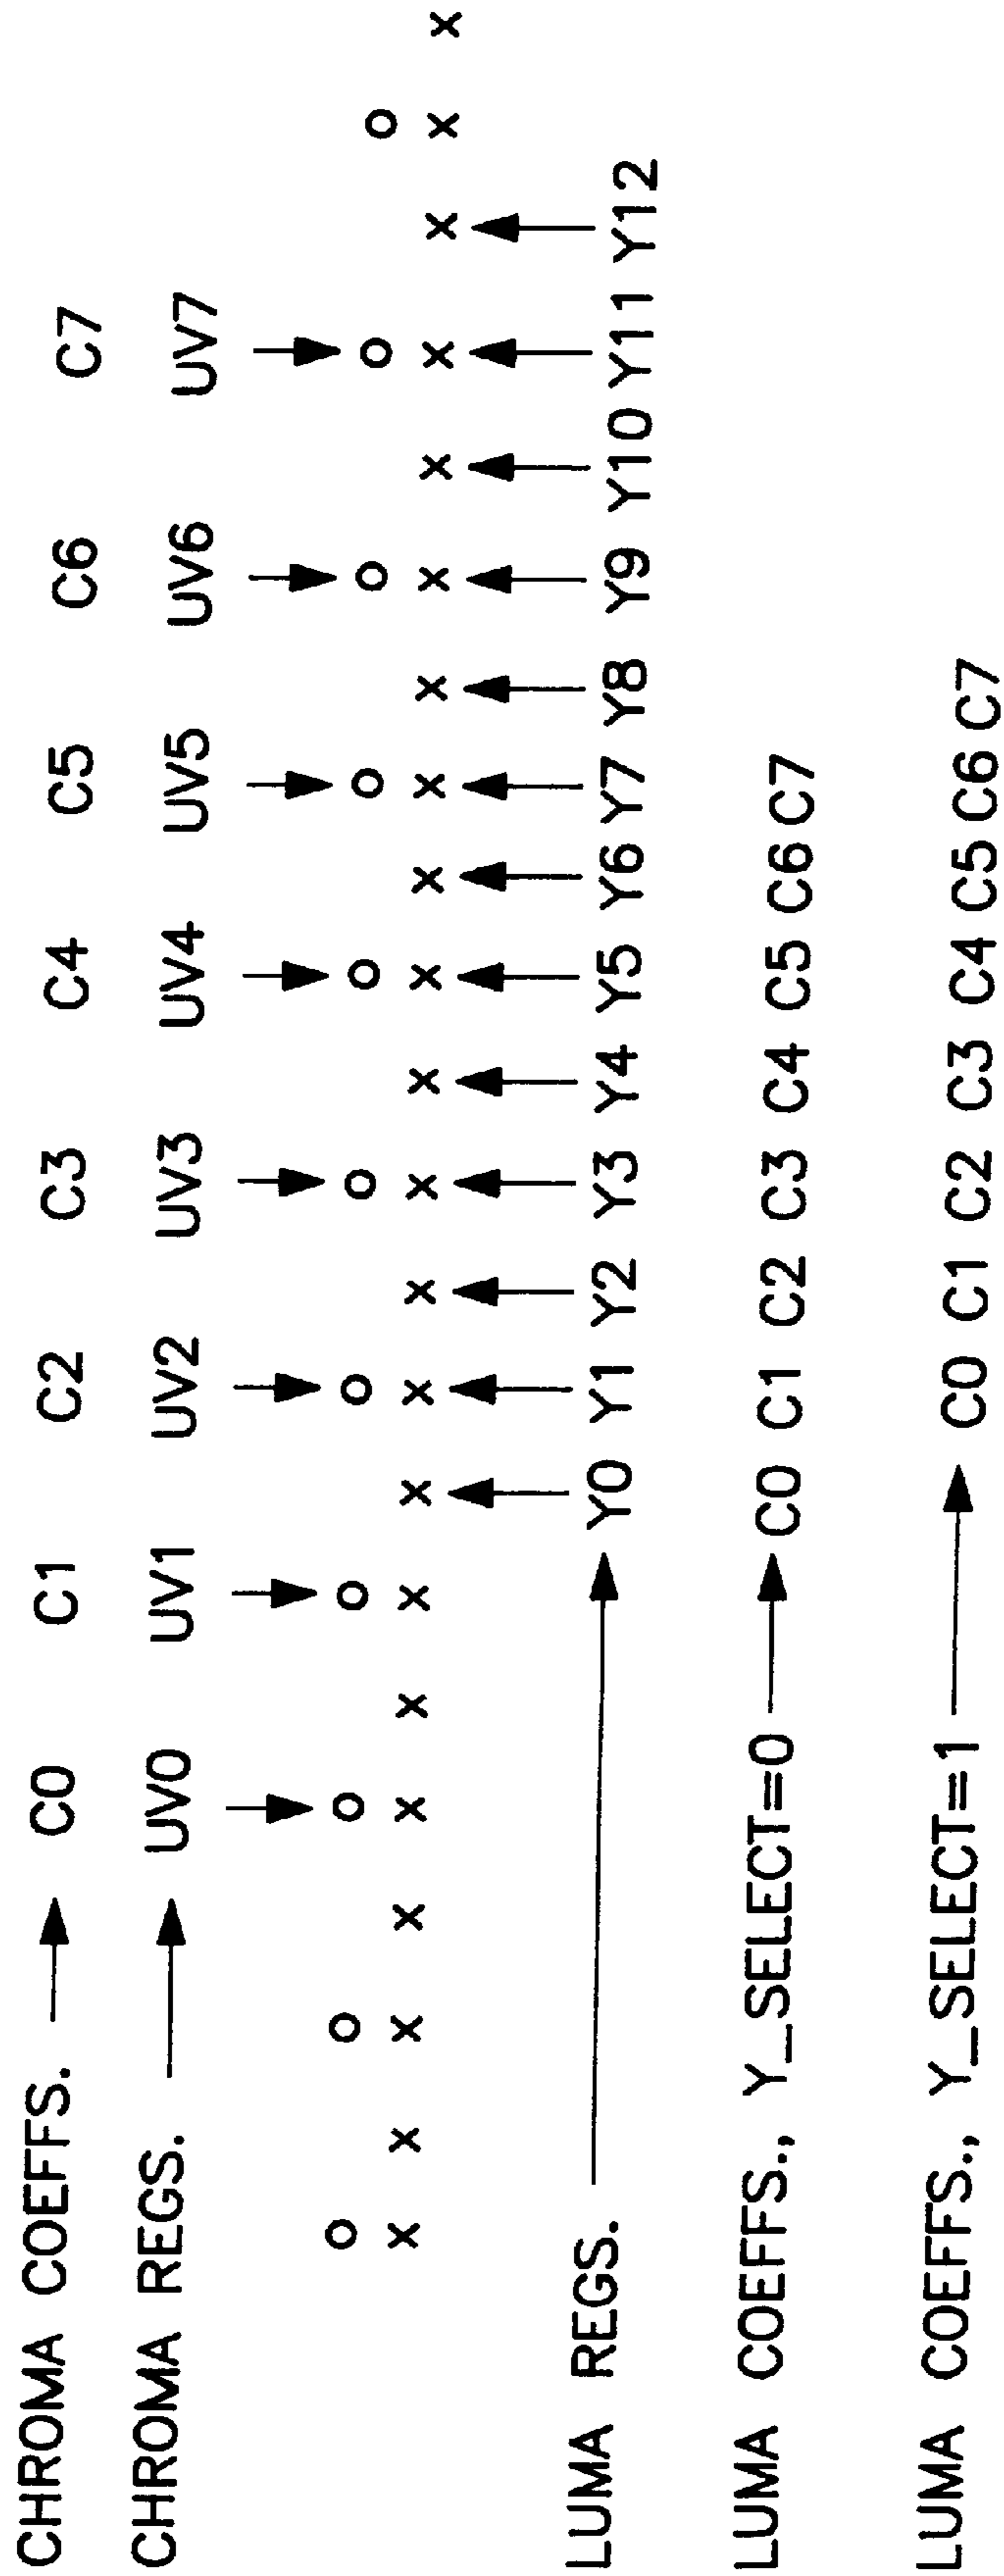 CHROMA COEFFS. C0 C1 C2 C3 C4 C5 C6 C7
CHROMA REGS. UV0 UV1 UV2 UV3 UV4 UV5 UV6 UV7
LUMA REGS. Y0 Y1 Y2 Y3 Y4 Y5 Y6 Y7 Y8 Y9 Y10 Y11 Y12
LUMA COEFFS., Y_SELECT=0 C0 C1 C2 C3 C4 C5 C6 C7
LUMA COEFFS., Y_SELECT=1 C0 C1 C2 C3 C4 C5 C6 C7